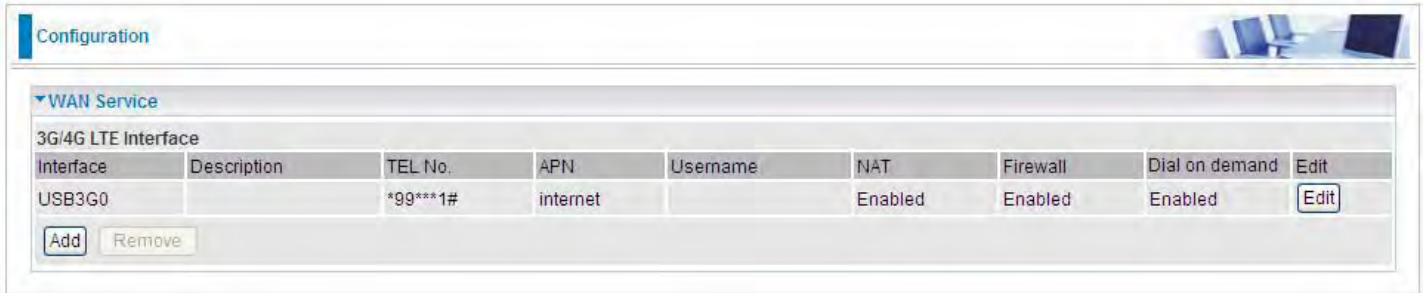 Configuration
WAN Service
3G/4G LTE Interface
Interface Description TEL No. APN Username NAT Firewall Dial on demand Edit
USB3G0 *99***1# internet Enabled Enabled Enabled Edit
Add Remove